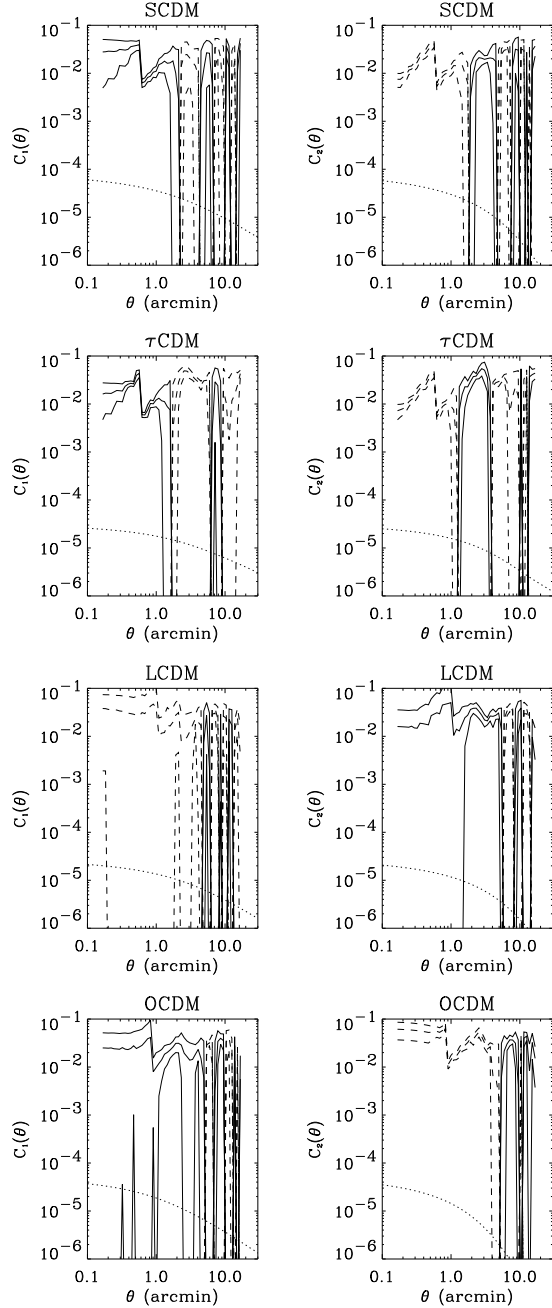 SCDM
SCDM
10⁻¹
10⁻²
10⁻³
10⁻⁴
10⁻⁵
10⁻⁶
C₁(θ)
0.1 1.0 10.0
θ (arcmin)
10⁻¹
10⁻²
10⁻³
10⁻⁴
10⁻⁵
10⁻⁶
C₂(θ)
0.1 1.0 10.0
θ (arcmin)
τCDM
τCDM
10⁻¹
10⁻²
10⁻³
10⁻⁴
10⁻⁵
10⁻⁶
C₁(θ)
0.1 1.0 10.0
θ (arcmin)
10⁻¹
10⁻²
10⁻³
10⁻⁴
10⁻⁵
10⁻⁶
C₂(θ)
0.1 1.0 10.0
θ (arcmin)
LCDM
LCDM
10⁻¹
10⁻²
10⁻³
10⁻⁴
10⁻⁵
10⁻⁶
C₁(θ)
0.1 1.0 10.0
θ (arcmin)
10⁻¹
10⁻²
10⁻³
10⁻⁴
10⁻⁵
10⁻⁶
C₂(θ)
0.1 1.0 10.0
θ (arcmin)
OCDM
OCDM
10⁻¹
10⁻²
10⁻³
10⁻⁴
10⁻⁵
10⁻⁶
C₁(θ)
0.1 1.0 10.0
θ (arcmin)
10⁻¹
10⁻²
10⁻³
10⁻⁴
10⁻⁵
10⁻⁶
C₂(θ)
0.1 1.0 10.0
θ (arcmin)